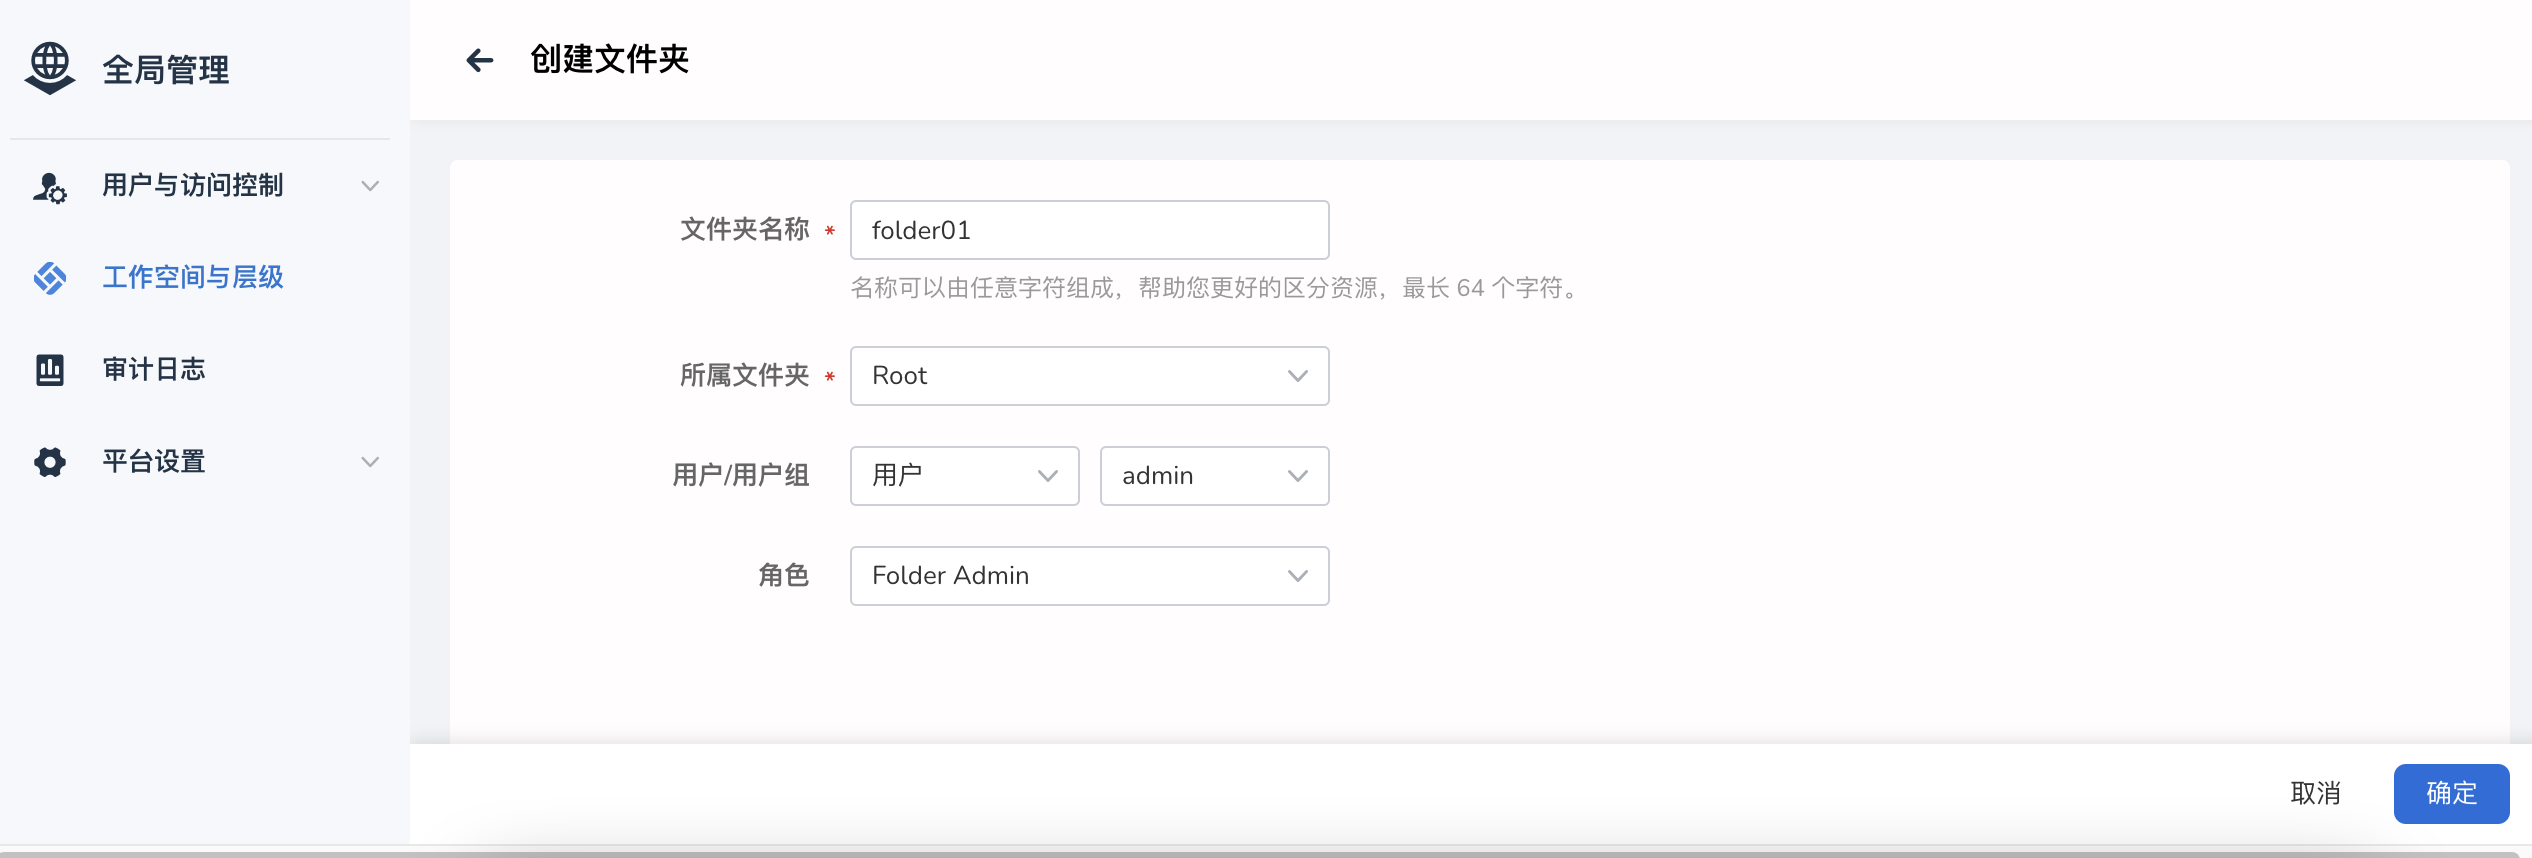 全局管理
用户与访问控制
工作空间与层级
审计日志
平台设置
创建文件夹
文件夹名称 * folder01
名称可以由任意字符组成，帮助您更好的区分资源，最长 64 个字符。
所属文件夹 * Root
用户/用户组 用户 admin
角色 Folder Admin
取消 确定